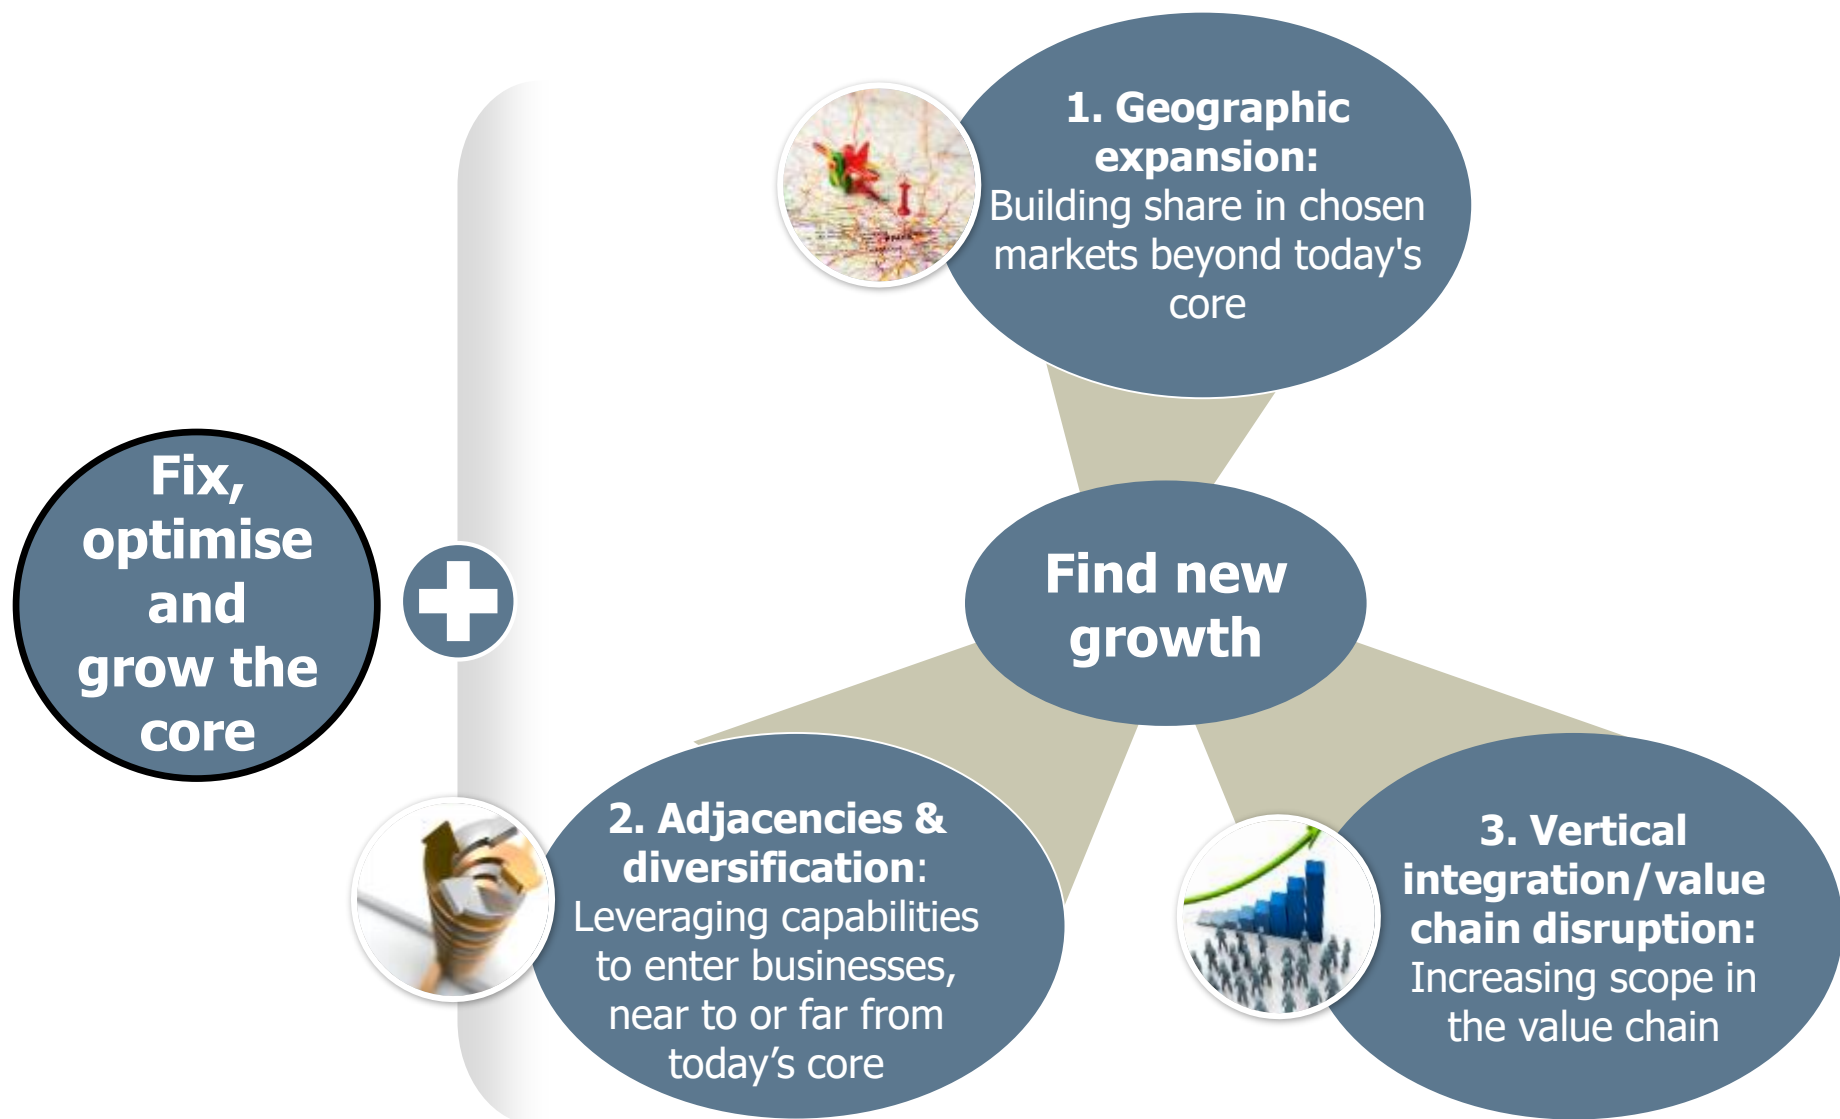 Fix,
optimise
and
grow the
core
1. Geographic
expansion:
Building share in chosen
markets beyond today's
core
Find new
growth
2. Adjacencies &
diversification:
Leveraging capabilities
to enter businesses,
near to or far from
today’s core
3. Vertical
integration/value
chain disruption:
Increasing scope in
the value chain